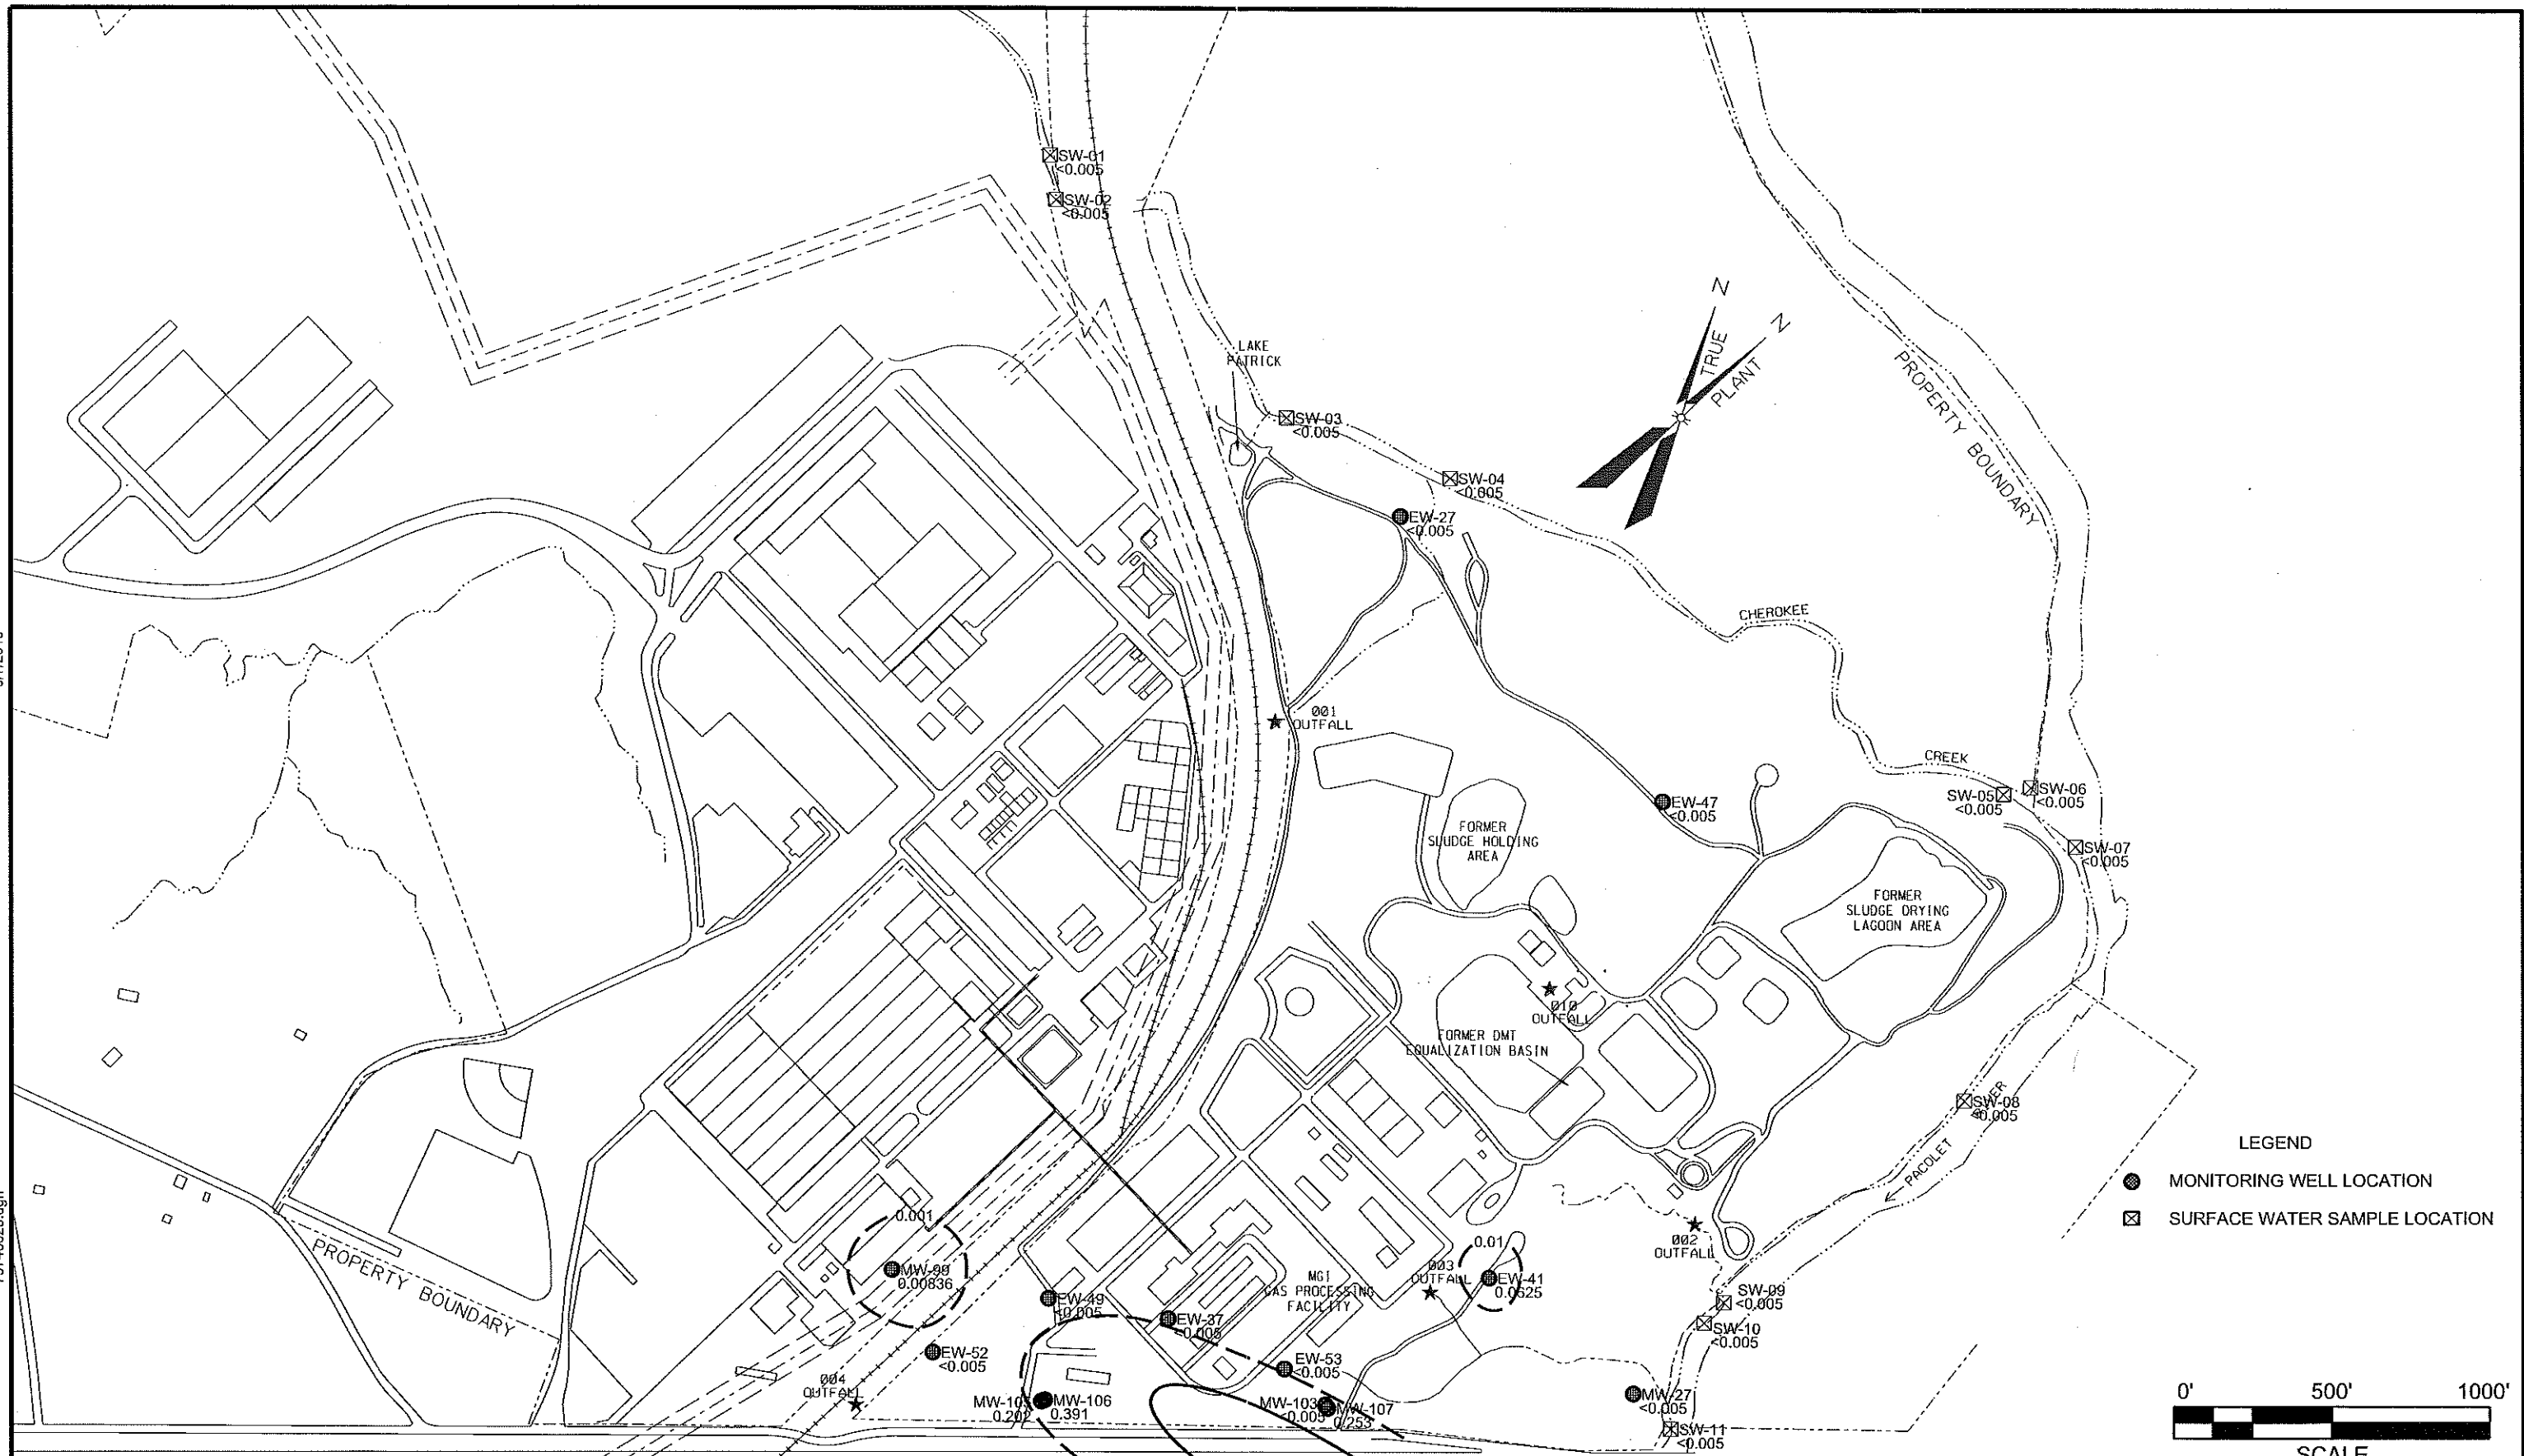 SW-01
<0.005
SW-02
<0.005
LAKE
PATRICK
SW-03
<0.005
SW-04
<0.005
EW-27
<0.005
N
TRUE
N
PLANT
PROPERTY BOUNDARY
CHEROKEE
CREEK
001
OUTFALL
EW-47
<0.005
SW-05
<0.005
SW-06
<0.005
SW-07
<0.005
FORMER
SLUDGE HOLDING
AREA
FORMER
SLUDGE DRYING
LAGOON AREA
010
OUTFALL
FORMER DMT
EQUALIZATION BASIN
SW-08
<0.005
RIVER
PACOLET
LEGEND
MONITORING WELL LOCATION
SURFACE WATER SAMPLE LOCATION
PROPERTY BOUNDARY
0.001
MW-99
0.00836
EW-49
<0.005
EW-37
<0.005
EW-52
<0.005
004
OUTFALL
MW-106
0.391
0.202
MGI
GAS PROCESSING
FACILITY
003
OUTFALL
0.01
EW-41
0.0625
002
OUTFALL
SW-09
<0.005
SW-10
<0.005
EW-53
<0.005
MW-103
<0.005
MW-107
0.253
MW-27
<0.005
SW-11
<0.005
0' 500' 1000'
SCALE